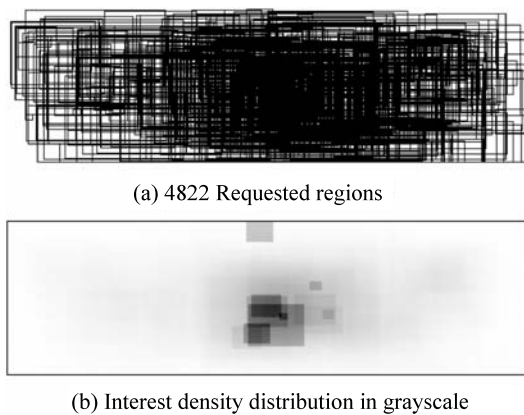 (a) 4822 Requested regions
(b) Interest density distribution in grayscale